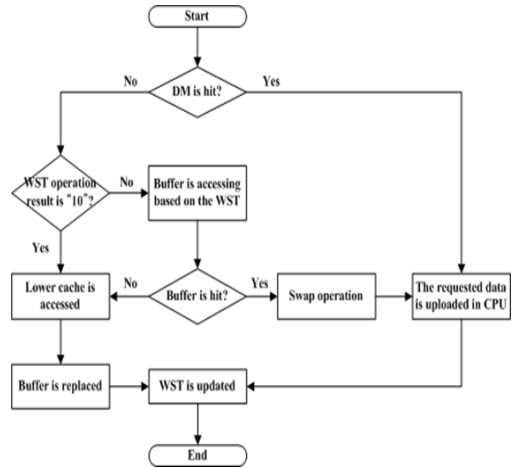 Start
No
DM is hit?
Yes
WST operation
result is "10"?
No
Buffer is accessing
based on the WST
Yes
Lower cache is
accessed
No
Buffer is hit?
Yes
Swap operation
The requested data
is uploaded in CPU
Buffer is replaced
WST is updated
End